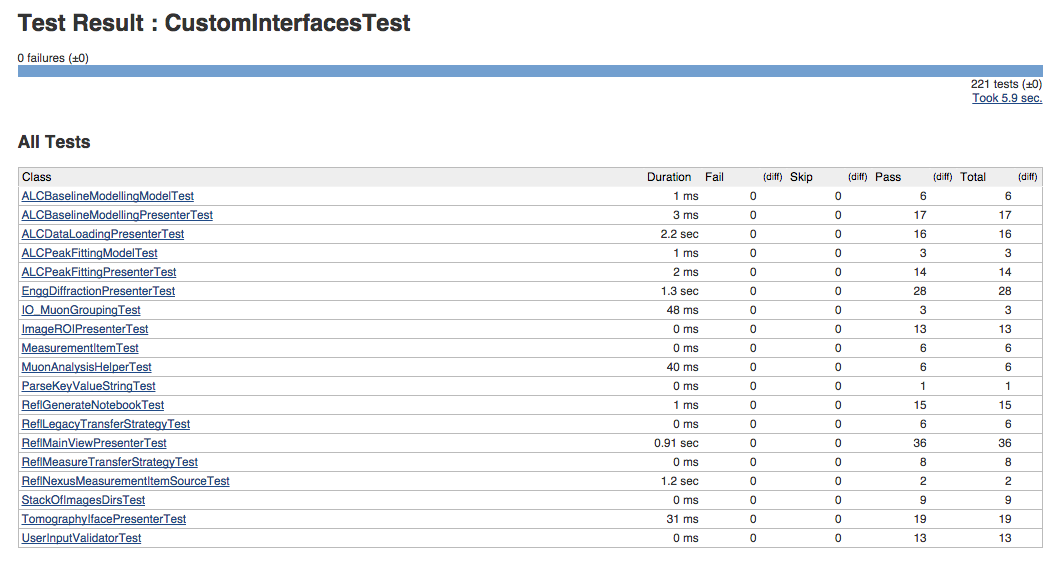 Test Result : CustomInterfacesTest
0 failures (±0)
221 tests (±0)
Took 5.9 sec.
All Tests
Class Duration Fail (diff) Skip (diff) Pass (diff) Total (diff)
ALCBaselineModellingModelTest 1 ms 0 0 6 6
ALCBaselineModellingPresenterTest 3 ms 0 0 17 17
ALCDataLoadingPresenterTest 2.2 sec 0 0 16 16
ALCPeakFittingModelTest 1 ms 0 0 3 3
ALCPeakFittingPresenterTest 2 ms 0 0 14 14
EnggDiffractionPresenterTest 1.3 sec 0 0 28 28
IO_MuonGroupingTest 48 ms 0 0 3 3
ImageROIPresenterTest 0 ms 0 0 13 13
MeasurementItemTest 0 ms 0 0 6 6
MuonAnalysisHelperTest 40 ms 0 0 6 6
ParseKeyValueStringTest 0 ms 0 0 1 1
ReflGenerateNotebookTest 1 ms 0 0 15 15
ReflLegacyTransferStrategyTest 0 ms 0 0 6 6
ReflMainViewPresenterTest 0.91 sec 0 0 36 36
ReflMeasureTransferStrategyTest 0 ms 0 0 8 8
ReflNexusMeasurementItemSourceTest 1.2 sec 0 0 2 2
StackOfImagesDirsTest 0 ms 0 0 9 9
TomographyIfacePresenterTest 31 ms 0 0 19 19
UserInputValidatorTest 0 ms 0 0 13 13